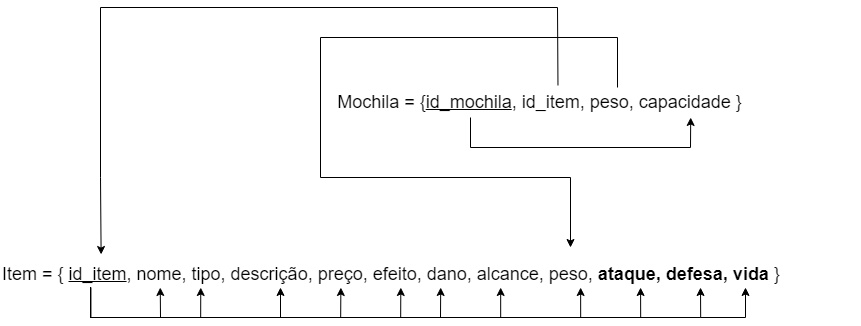 Mochila = {id_mochila, id_item, peso, capacidade }
Item = { id_item, nome, tipo, descrição, preço, efeito, dano, alcance, peso, ataque, defesa, vida }